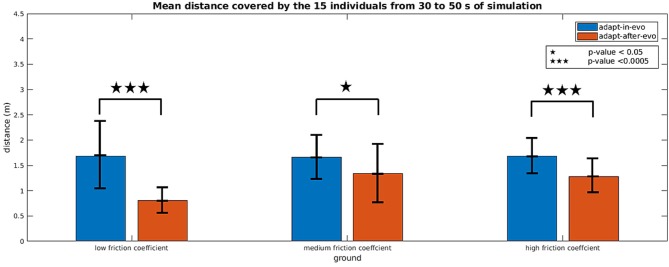 Mean distance covered by the 15 individuals from 30 to 50 s of simulation
adapt-in-evo
adapt-after-evo
★ p-value < 0.05
★★★ p-value <0.0005
4.5
4
3.5
3
2.5
2
1.5
1
0.5
0
distance (m)
★★★
★
★★★
low friction coefficient
medium friction coeffcient
high friction coeffcient
ground